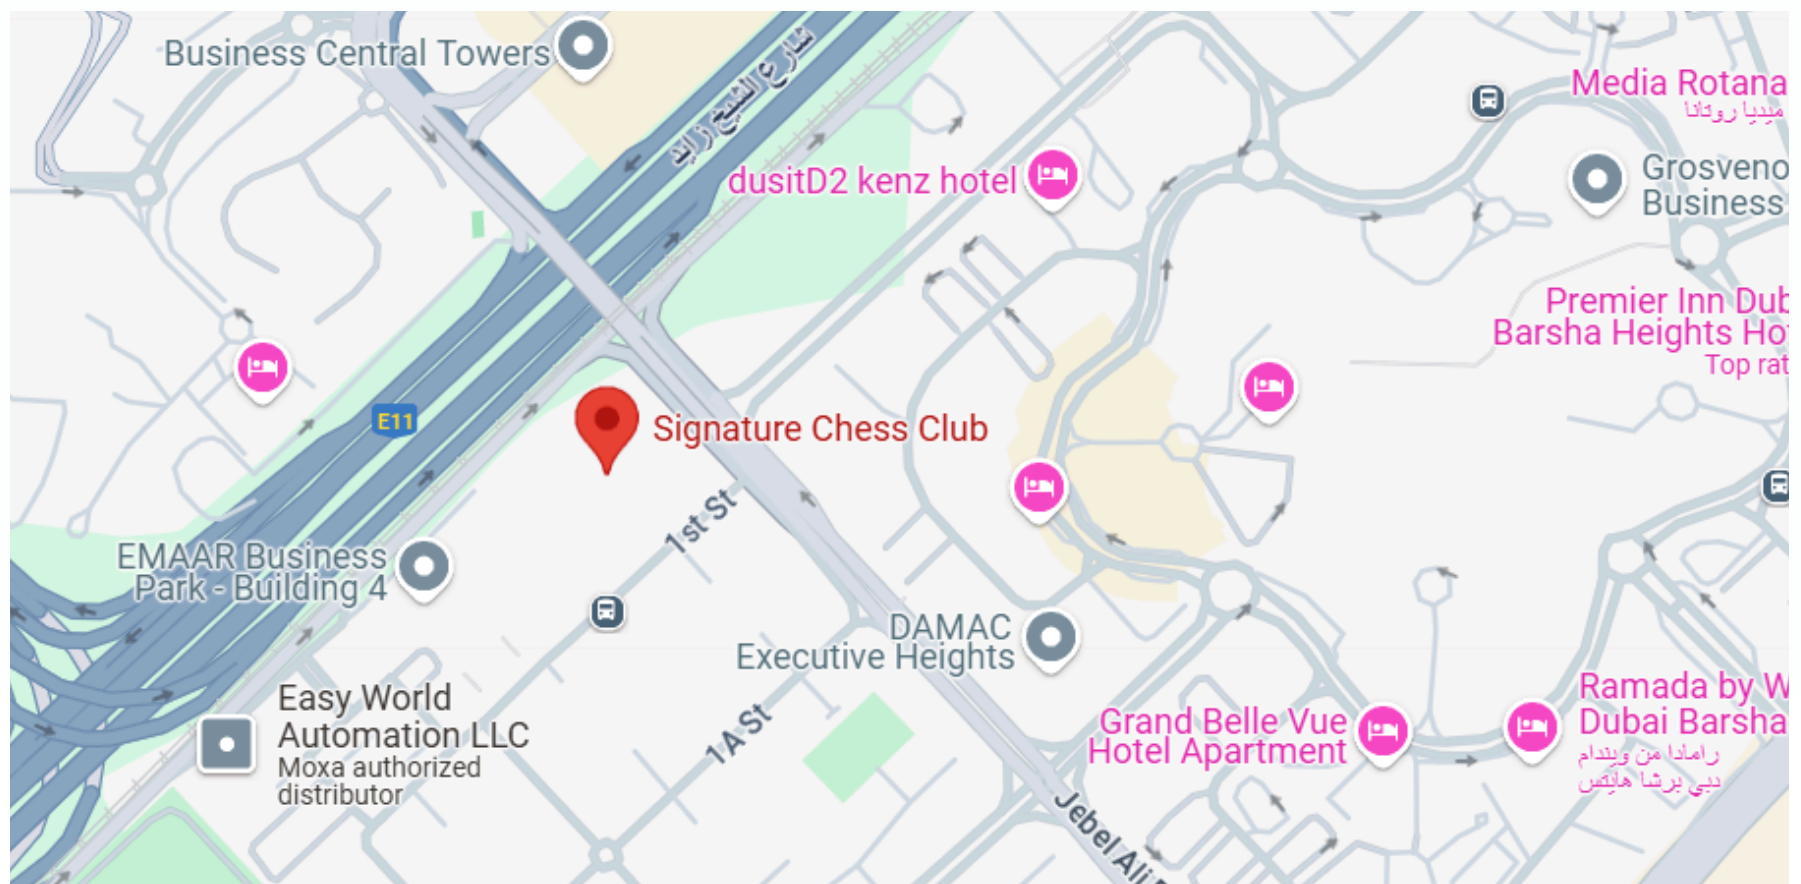 Business Central Towers
شارع الشيخ زايد
Media Rotana
ميديا روتانا
dusitD2 kenz hotel
Grosveno
Business
Premier Inn Dub
Barsha Heights Hot
Top rat
E11
Signature Chess Club
1st St
EMAAR Business
Park - Building 4
DAMAC
Executive Heights
Easy World
Automation LLC
Moxa authorized
distributor
1A St
Grand Belle Vue
Hotel Apartment
Ramada by W
Dubai Barsha
رامادا من ويندام
دبي برشا هايتس
Jebel Ali